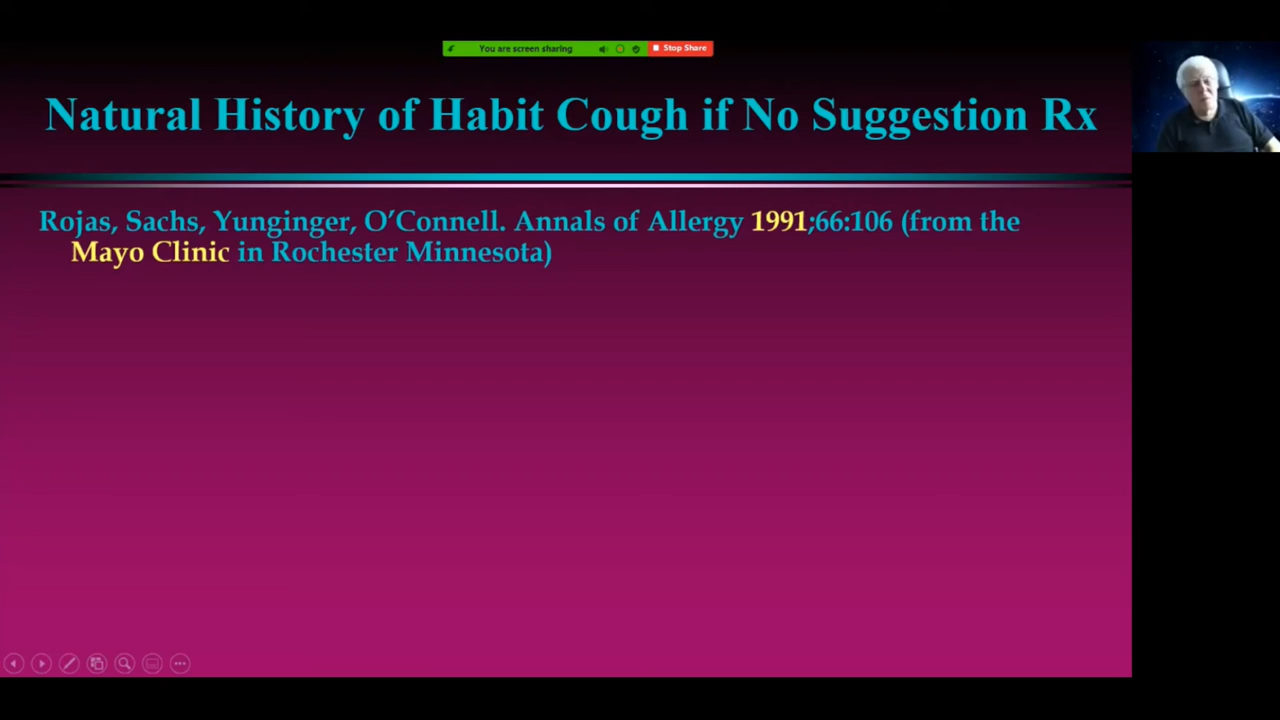 You are screen sharing
Stop Share
Natural History of Habit Cough if No Suggestion Rx
Rojas, Sachs, Yunginger, O’Connell. Annals of Allergy 1991;66:106 (from the
Mayo Clinic in Rochester Minnesota)